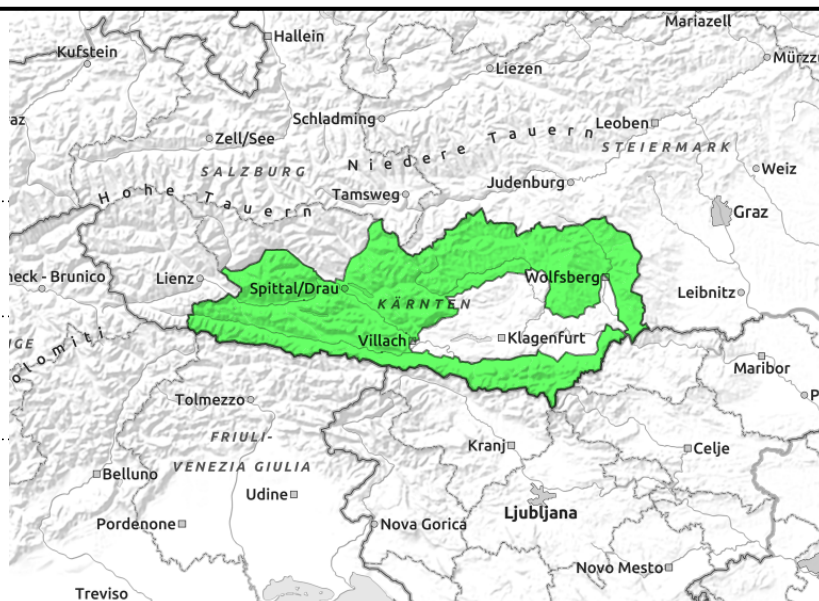 Mariazell
Hallein
Kufstein
Mürzzu
Liezen
Schladming
Leoben
Zell/See
Niedere Tauern
STEIERMARK
SALZBURG
Weiz
Hohe Tauern
Tamsweg
Judenburg
Graz
neck - Brunico
Lienz
Spittal/Drau
Wolfsberg
KÄRNTEN
Leibnitz
Villach
Klagenfurt
olomiti
Maribor
Tolmezzo
P
FRIULI-
VENEZIA GIULIA
Kranj
Celje
Belluno
Udine
Ljubljana
Pordenone
Nova Gorica
Novo Mesto
Treviso